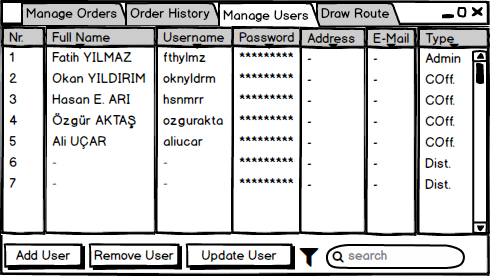 Manage Orders Order History Manage Users Draw Route
Nr. Full Name Username Password Address E-Mail Type
1 Fatih YILMAZ fthylmz ********* - - Admin
2 Okan YILDIRIM oknyldrm ********* - - COff.
3 Hasan E. ARI hsnmrr ********* - - COff.
4 Özgür AKTAŞ ozgurakta ********* - - COff.
5 Ali UÇAR aliucar ********* - - COff.
6 - ********* - - Dist.
7 - ********* - - Dist.
Add User Remove User Update User search